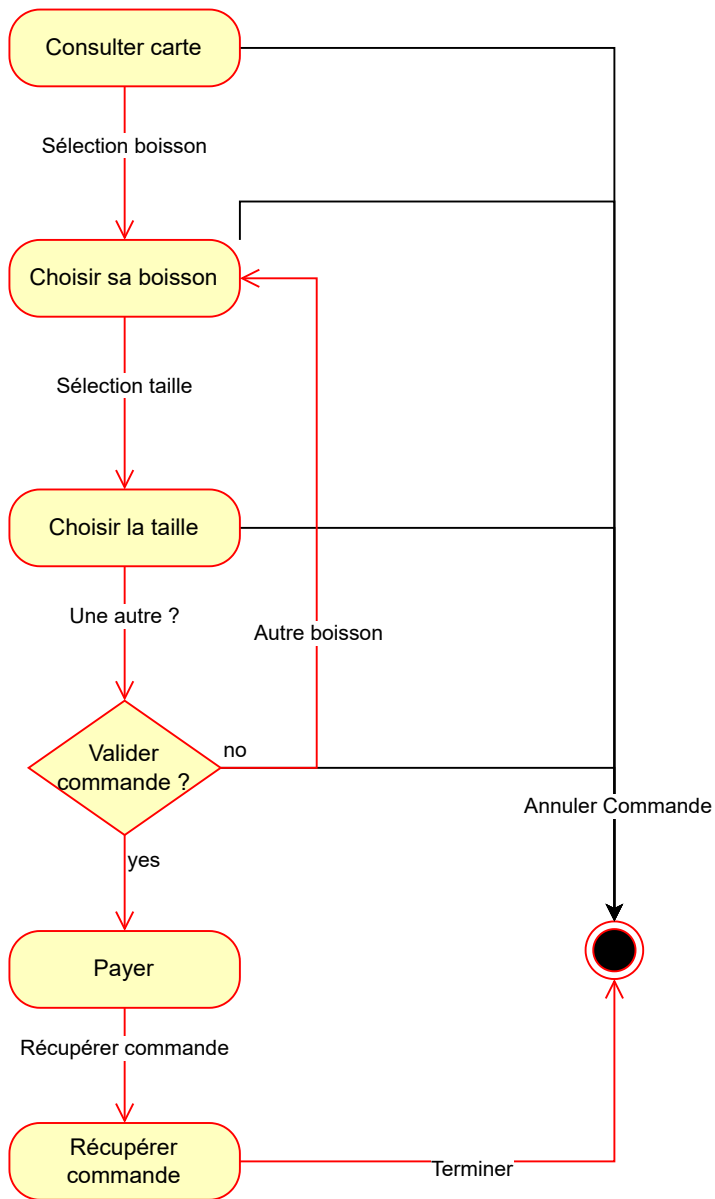 Consulter carte
Sélection boisson
Choisir sa boisson
Sélection taille
Choisir la taille
Une autre ?
Autre boisson
Valider
commande ?
no
Annuler Commande
yes
Payer
Récupérer commande
Récupérer
commande
Terminer